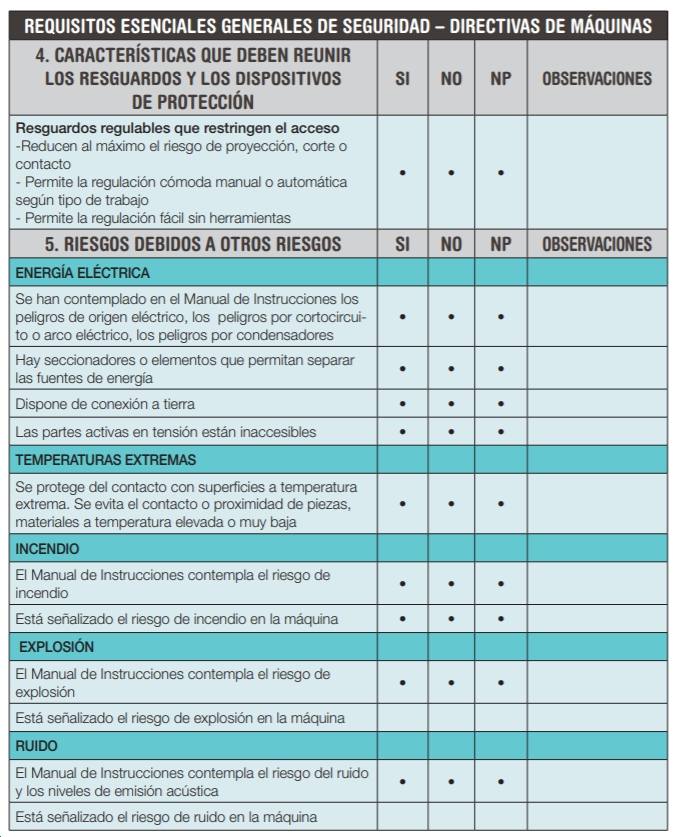 REQUISITOS ESENCIALES GENERALES DE SEGURIDAD – DIRECTIVAS DE MÁQUINAS
4. CARACTERÍSTICAS QUE DEBEN REUNIR
LOS RESGUARDOS Y LOS DISPOSITIVOS
DE PROTECCIÓN
SI NO NP OBSERVACIONES
Resguardos regulables que restringen el acceso
-Reducen al máximo el riesgo de proyección, corte o
contacto
- Permite la regulación cómoda manual o automática
según tipo de trabajo
- Permite la regulación fácil sin herramientas
• • •
5. RIESGOS DEBIDOS A OTROS RIESGOS SI NO NP OBSERVACIONES
ENERGÍA ELÉCTRICA
Se han contemplado en el Manual de Instrucciones los
peligros de origen eléctrico, los peligros por cortocircui-
to o arco eléctrico, los peligros por condensadores
• • •
Hay seccionadores o elementos que permitan separar
las fuentes de energía
• • •
Dispone de conexión a tierra • • •
Las partes activas en tensión están inaccesibles • • •
TEMPERATURAS EXTREMAS
Se protege del contacto con superficies a temperatura
extrema. Se evita el contacto o proximidad de piezas,
materiales a temperatura elevada o muy baja
• • •
INCENDIO
El Manual de Instrucciones contempla el riesgo de
incendio
• • •
Está señalizado el riesgo de incendio en la máquina • • •
EXPLOSIÓN
El Manual de Instrucciones contempla el riesgo de
explosión
• • •
Está señalizado el riesgo de explosión en la máquina
RUIDO
El Manual de Instrucciones contempla el riesgo del ruido
y los niveles de emisión acústica
• • •
Está señalizado el riesgo de ruido en la máquina